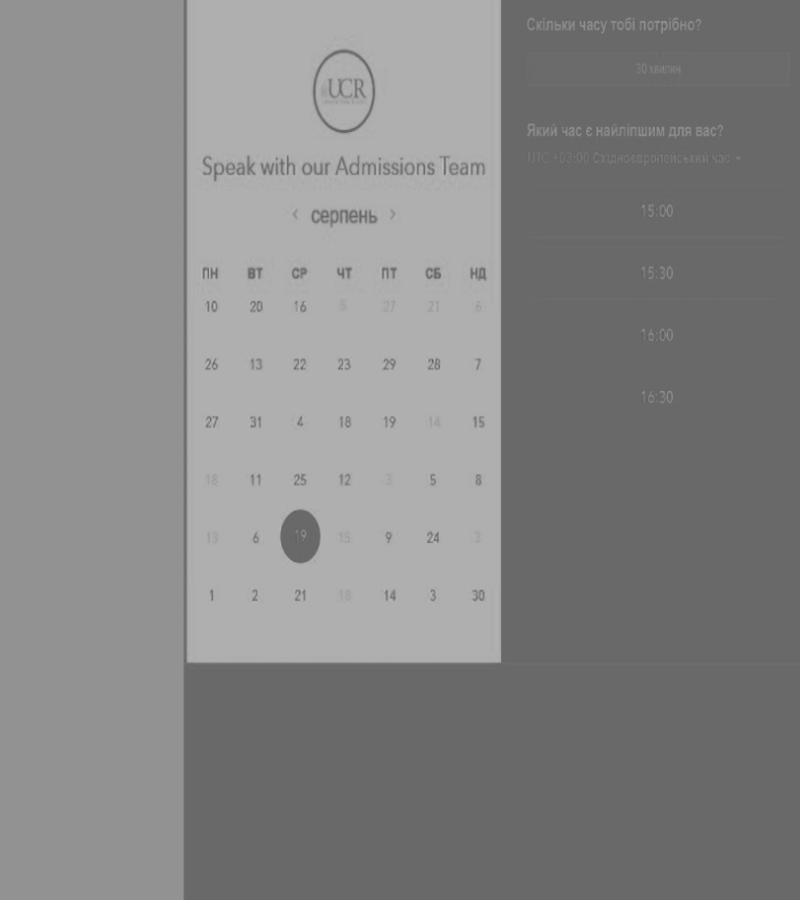 UCR
Speak with our Admissions Team
‹ серпень ›
ПН ВТ СР ЧТ ПТ СБ НД
10 20 16 5 27 21 6
26 13 22 23 29 28 7
27 31 4 18 19 14 15
18 11 25 12 3 5 8
13 6 19 15 9 24
1 2 21 18 14 3 30
Скільки часу тобі потрібно?
30 хвилин
Який час є найліпшим для вас?
UTC +03:00 Східноєвропейський час
15:00
15:30
16:00
16:30